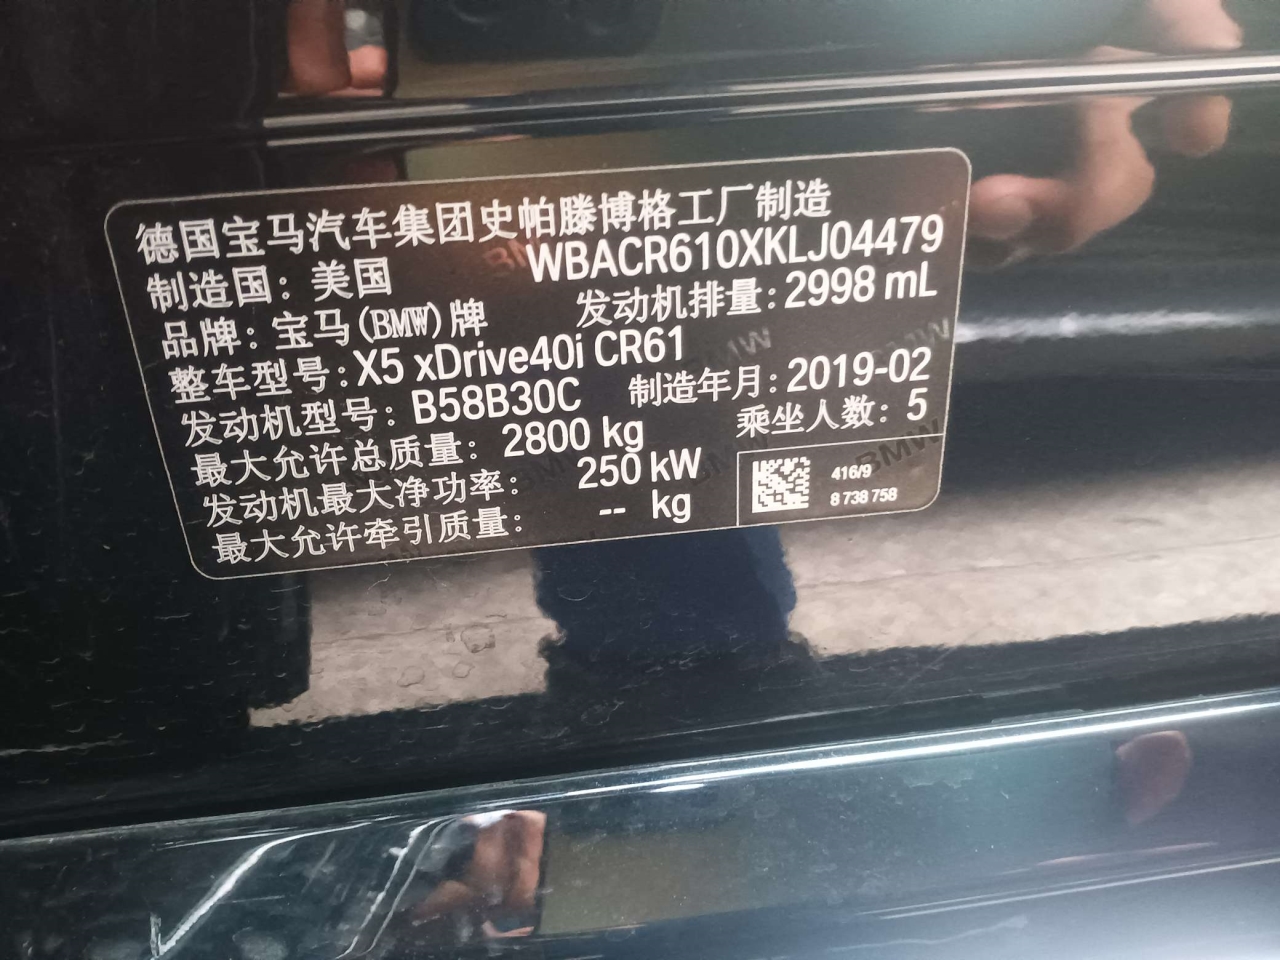 德国宝马汽车集团史帕滕博格工厂制造
制造国：美国 WBACR610XKLJ04479
品牌：宝马(BMW)牌 发动机排量：2998 mL
整车型号：X5 xDrive40i CR61
发动机型号：B58B30C 制造年月：2019-02
最大允许总质量：2800 kg 乘坐人数：5
发动机最大净功率：250 kW
最大允许牵引质量：-- kg
416/9
8 738 758